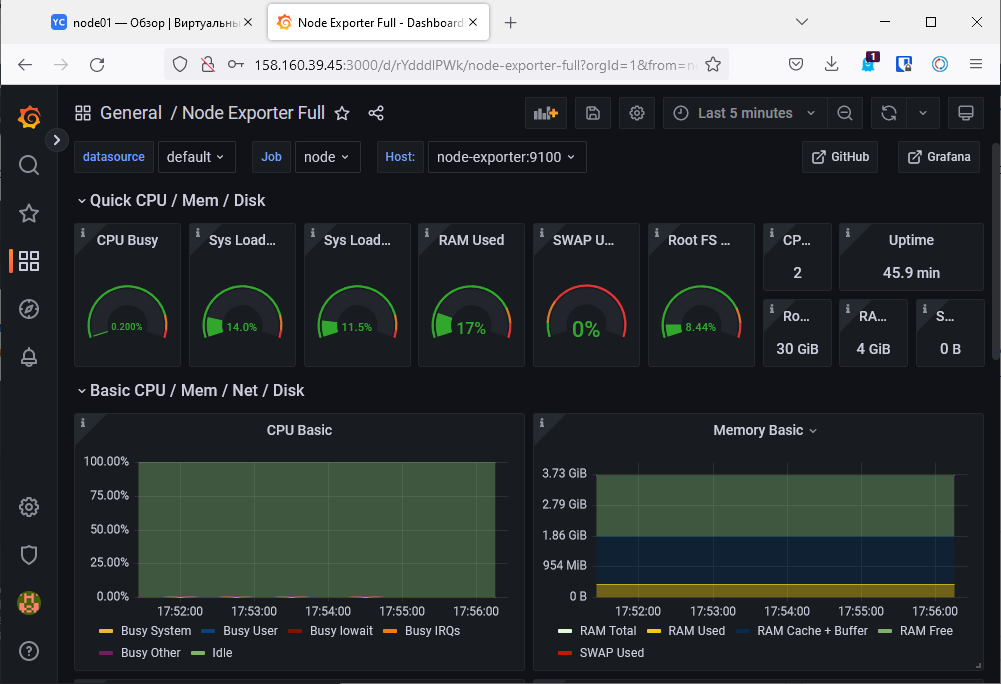 YC node01 — Обзор | Виртуальны
Node Exporter Full - Dashboard
158.160.39.45:3000/d/rYdddlPWk/node-exporter-full?orgId=1&from=n
1
General / Node Exporter Full
Last 5 minutes
datasource default Job node Host: node-exporter:9100 GitHub Grafana
Quick CPU / Mem / Disk
CPU Busy
0.200%
Sys Load...
14.0%
Sys Load...
11.5%
RAM Used
17%
SWAP U...
0%
Root FS ...
8.44%
CP...
2
Uptime
45.9 min
Ro...
30 GiB
RA...
4 GiB
S...
0 B
Basic CPU / Mem / Net / Disk
CPU Basic
100.00%
75.00%
50.00%
25.00%
0.00%
17:52:00 17:53:00 17:54:00 17:55:00 17:56:00
Busy System Busy User Busy Iowait Busy IRQs
Busy Other Idle
Memory Basic
3.73 GiB
2.79 GiB
1.86 GiB
954 MiB
0 B
17:52:00 17:53:00 17:54:00 17:55:00 17:56:00
RAM Total RAM Used RAM Cache + Buffer RAM Free
SWAP Used